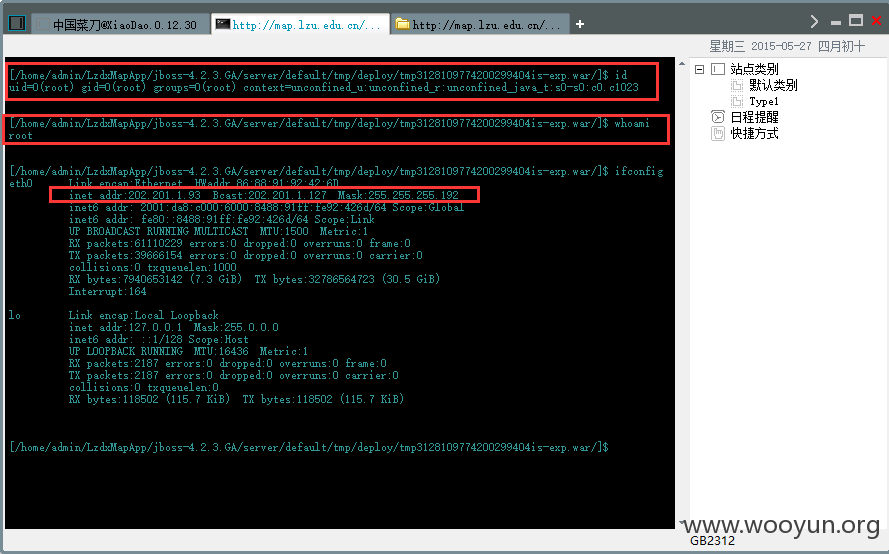 中国菜刀@XiaoDao.0.12.30
http://map.lzu.edu.cn/...
http://map.lzu.edu.cn/...
星期三 2015-05-27 四月初十
[/home/admin/LzdxMapApp/jboss-4.2.3.GA/server/default/tmp/deploy/tmp3128109774200299404is-exp.war/]$ id
uid=0(root) gid=0(root) groups=0(root) context=unconfined_u:unconfined_r:unconfined_java_t:s0-s0:c0.c1023
[/home/admin/LzdxMapApp/jboss-4.2.3.GA/server/default/tmp/deploy/tmp3128109774200299404is-exp.war/]$ whoami
root
[/home/admin/LzdxMapApp/jboss-4.2.3.GA/server/default/tmp/deploy/tmp3128109774200299404is-exp.war/]$ ifconfig
eth0 Link encap:Ethernet HWaddr 86:88:91:92:42:6D
inet addr:202.201.1.93 Bcast:202.201.1.127 Mask:255.255.255.192
inet6 addr: 2001:da8:c000:6000:8488:91ff:fe92:426d/64 Scope:Global
inet6 addr: fe80::8488:91ff:fe92:426d/64 Scope:Link
UP BROADCAST RUNNING MULTICAST MTU:1500 Metric:1
RX packets:61110229 errors:0 dropped:0 overruns:0 frame:0
TX packets:39666154 errors:0 dropped:0 overruns:0 carrier:0
collisions:0 txqueuelen:1000
RX bytes:7940653142 (7.3 GiB) TX bytes:32786564723 (30.5 GiB)
Interrupt:164
lo Link encap:Local Loopback
inet addr:127.0.0.1 Mask:255.0.0.0
inet6 addr: ::1/128 Scope:Host
UP LOOPBACK RUNNING MTU:16436 Metric:1
RX packets:2187 errors:0 dropped:0 overruns:0 frame:0
TX packets:2187 errors:0 dropped:0 overruns:0 carrier:0
collisions:0 txqueuelen:0
RX bytes:118502 (115.7 KiB) TX bytes:118502 (115.7 KiB)
[/home/admin/LzdxMapApp/jboss-4.2.3.GA/server/default/tmp/deploy/tmp3128109774200299404is-exp.war/]$
站点类别
默认类别
Type1
日程提醒
快捷方式
www.wooyun.org
GB2312